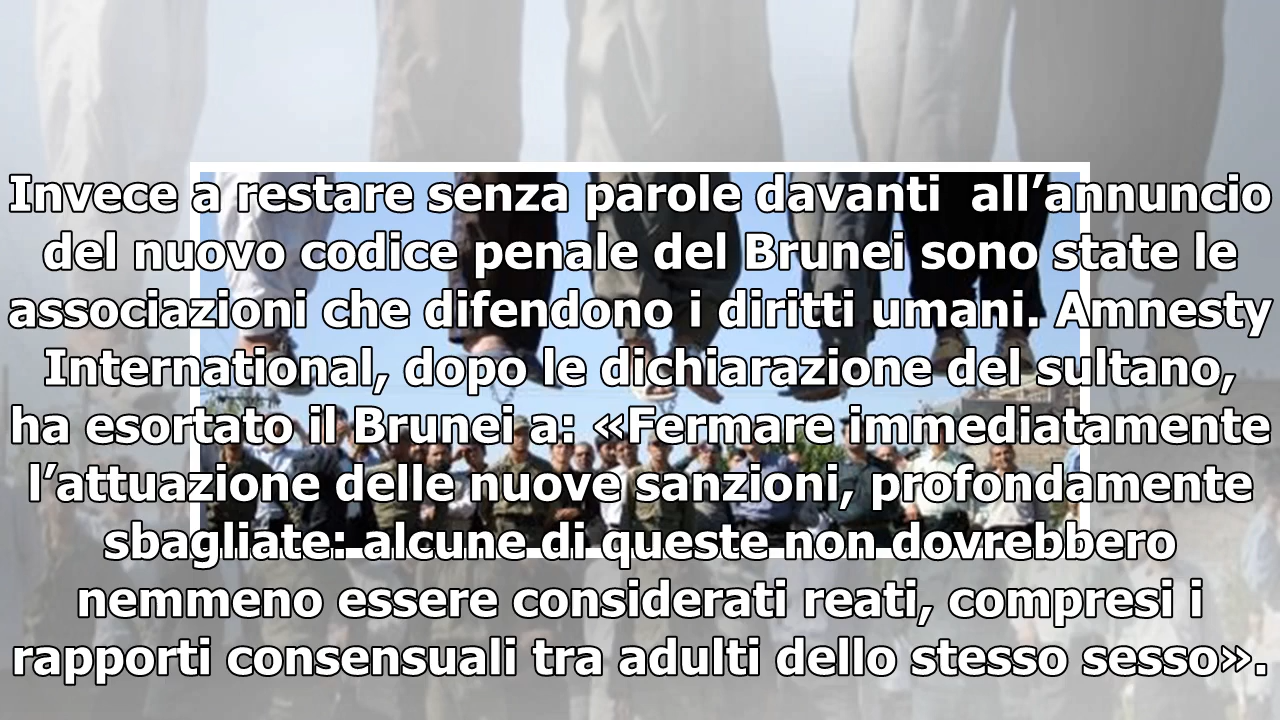 Invece a restare senza parole davanti  all’annuncio
del nuovo codice penale del Brunei sono state le
associazioni che difendono i diritti umani. Amnesty
International, dopo le dichiarazione del sultano,
ha esortato il Brunei a: «Fermare immediatamente
l’attuazione delle nuove sanzioni, profondamente
sbagliate: alcune di queste non dovrebbero
nemmeno essere considerati reati, compresi i
rapporti consensuali tra adulti dello stesso sesso».